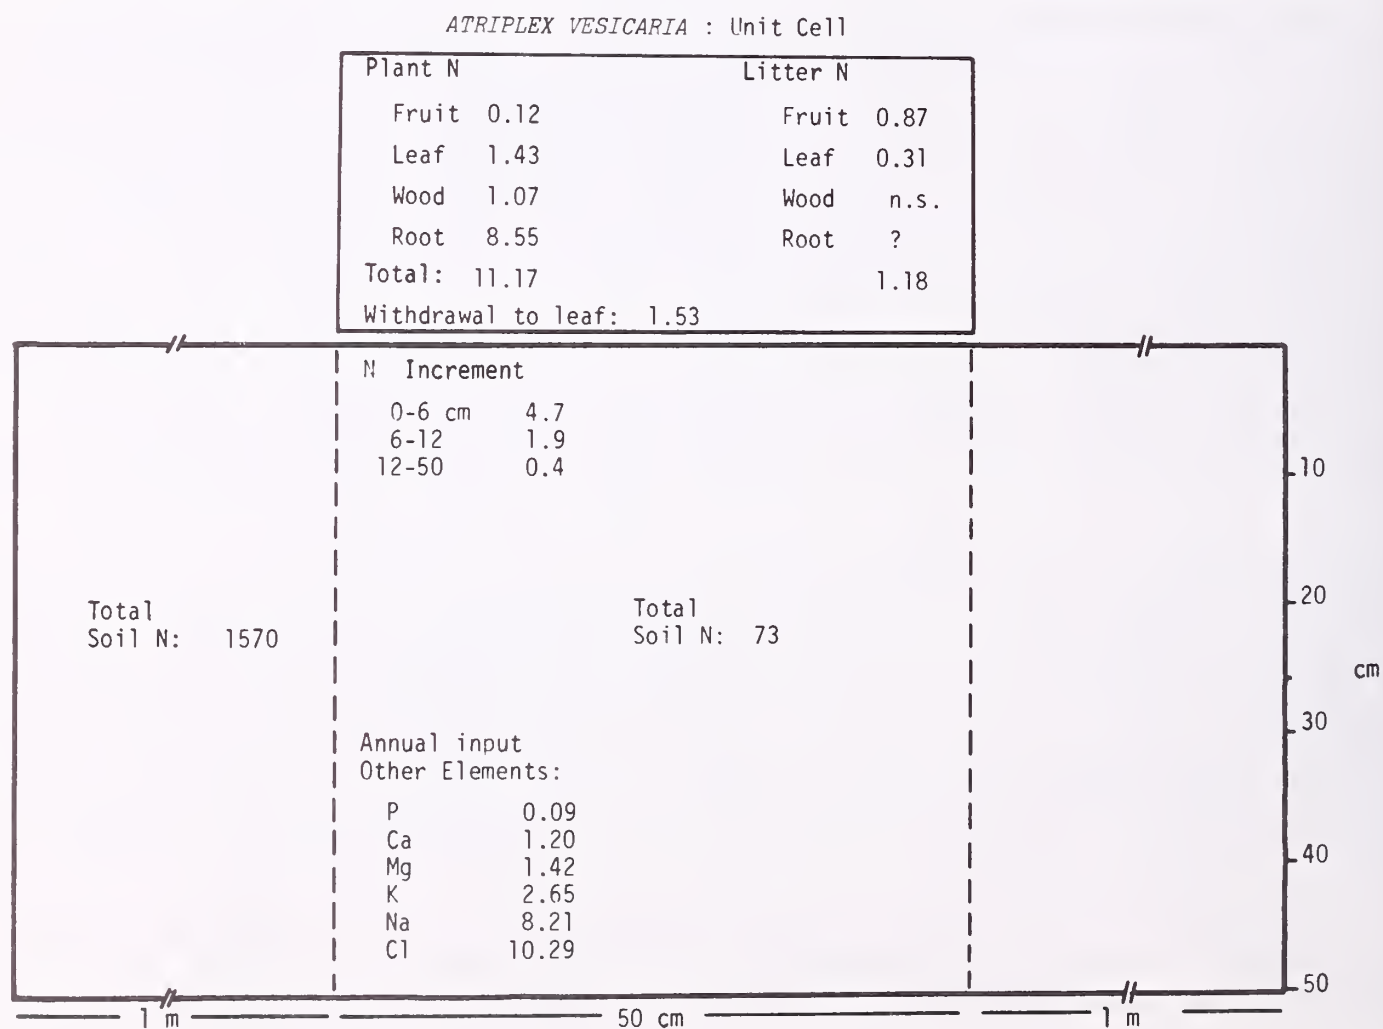 ATRIPLEX VESICARIA : Unit Cell
Plant N Litter N
Fruit 0.12 Fruit 0.87
Leaf 1.43 Leaf 0.31
Wood 1.07 Wood n.s.
Root 8.55 Root ?
Total: 11.17 1.18
Withdrawal to leaf: 1.53
N Increment
0-6 cm 4.7
6-12 1.9
12-50 0.4
10
20
Total Total
Soil N: 1570 Soil N: 73
cm
30
Annual input
Other Elements:
P 0.09
Ca 1.20
Mg 1.42
40
K 2.65
Na 8.21
Cl 10.29
50
1 m 50 cm 1 m